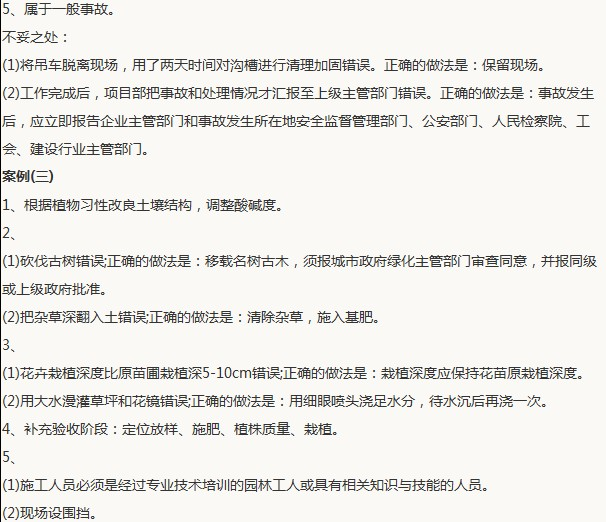 5、属于一般事故。
不妥之处：
(1)将吊车脱离现场，用了两天时间对沟槽进行清理加固错误。正确的做法是：保留现场。
(2)工作完成后，项目部把事故和处理情况才汇报至上级主管部门错误。正确的做法是：事故发生
后，应立即报告企业主管部门和事故发生所在地安全监督管理部门、公安部门、人民检察院、工
会、建设行业主管部门。
案例(三)
1、根据植物习性改良土壤结构，调整酸碱度。
2、
(1)砍伐古树错误;正确的做法是：移载名树古木，须报城市政府绿化主管部门审查同意，并报同级
或上级政府批准。
(2)把杂草深翻入土错误;正确的做法是：清除杂草，施入基肥。
3、
(1)花卉栽植深度比原苗圃栽植深5-10cm错误;正确的做法是：栽植深度应保持花苗原栽植深度。
(2)用大水漫灌草坪和花镜错误;正确的做法是：用细眼喷头浇足水分，待水沉后再浇一次。
4、补充验收阶段：定位放样、施肥、植株质量、栽植。
5、
(1)施工人员必须是经过专业技术培训的园林工人或具有相关知识与技能的人员。
(2)现场设围挡。